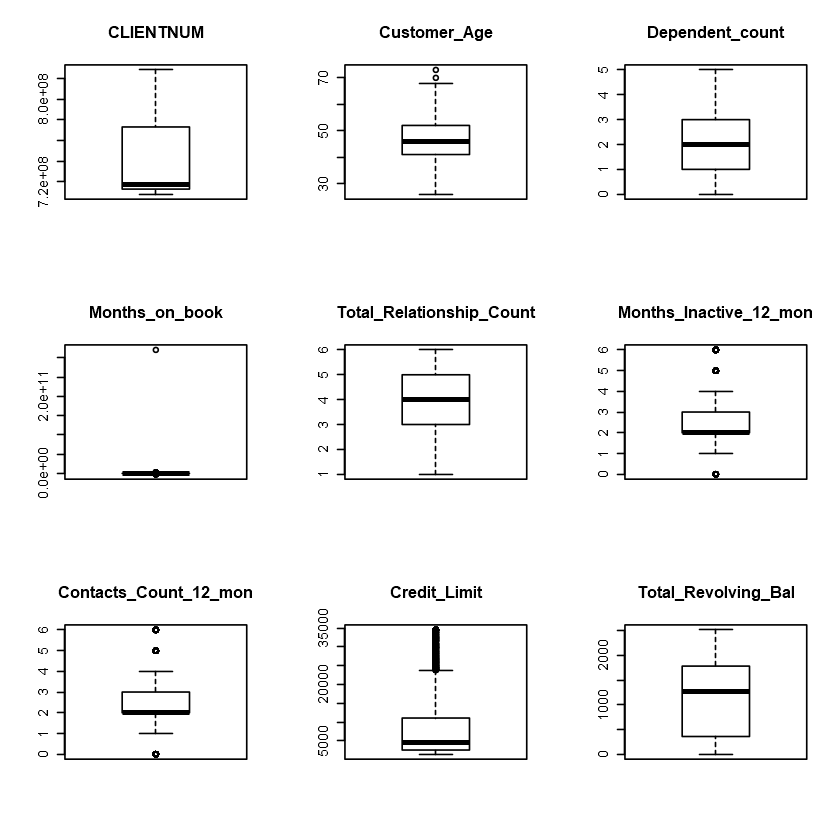 CLIENTNUM
7.2e+08
8.0e+08
Customer_Age
30
50
70
Dependent_count
0
1
2
3
4
5
Months_on_book
0.0e+00
2.0e+11
Total_Relationship_Count
1
2
3
4
5
6
Months_Inactive_12_mon
0
1
2
3
4
5
6
Contacts_Count_12_mon
0
1
2
3
4
5
6
Credit_Limit
5000
20000
35000
Total_Revolving_Bal
0
1000
2000